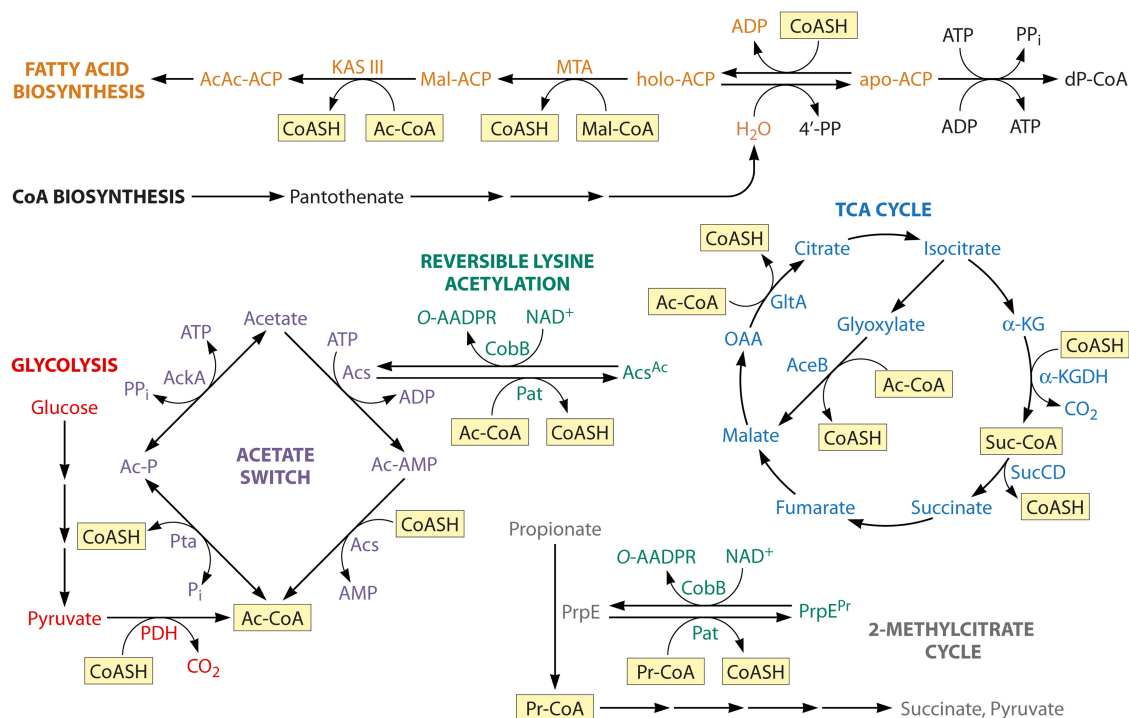 ADP
CoASH
ATP
PPi
FATTY ACID
BIOSYNTHESIS
AcAc-ACP
KAS III
Mal-ACP
MTA
holo-ACP
apo-ACP
dP-CoA
CoASH
Ac-CoA
CoASH
Mal-CoA
H2O
4′-PP
ADP
ATP
CoA BIOSYNTHESIS
Pantothenate
TCA CYCLE
CoASH
Citrate
Isocitrate
Ac-CoA
GltA
OAA
Glyoxylate
α-KG
AceB
Ac-CoA
CoASH
CoASH
α-KGDH
CO2
Malate
Suc-CoA
SucCD
CoASH
Fumarate
Succinate
REVERSIBLE LYSINE
ACETYLATION
O-AADPR
NAD+
CobB
Acs
AcsAc
Pat
Ac-CoA
CoASH
GLYCOLYSIS
Glucose
Pyruvate
PDH
CoASH
CO2
ATP
Acetate
ATP
AckA
PPi
ADP
Ac-P
ACETATE
SWITCH
Ac-AMP
CoASH
Pta
Pi
CoASH
Acs
AMP
Ac-CoA
Propionate
O-AADPR
NAD+
CobB
PrpE
PrpEPr
Pat
Pr-CoA
CoASH
2-METHYLCITRATE
CYCLE
Pr-CoA
Succinate, Pyruvate